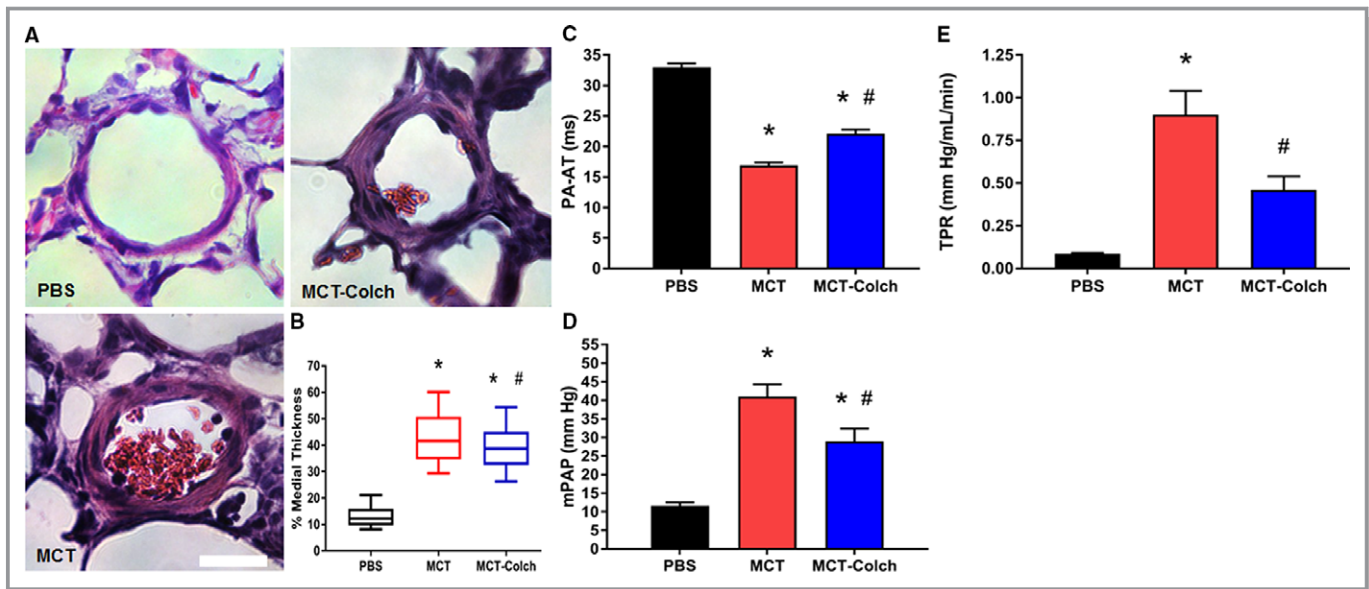 A
PBS
MCT-Colch
MCT
B
% Medial Thickness
70
60
50
40
30
20
10
0
PBS
MCT
MCT-Colch
*
* #
C
PA-AT (ms)
35
30
25
20
15
10
5
0
PBS
MCT
MCT-Colch
*
* #
D
mPAP (mm Hg)
55
50
45
40
35
30
25
20
15
10
5
0
PBS
MCT
MCT-Colch
*
* #
E
TPR (mm Hg/mL/min)
1.25
1.00
0.75
0.50
0.25
0.00
PBS
MCT
MCT-Colch
*
#